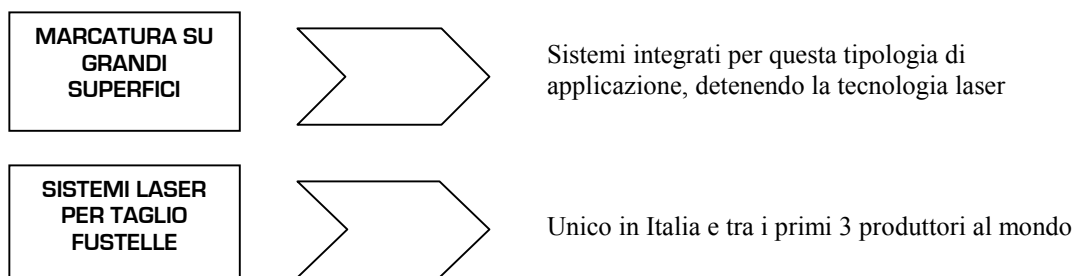 MARCATURA SU
GRANDI
SUPERFICI
Sistemi integrati per questa tipologia di
applicazione, detenendo la tecnologia laser
SISTEMI LASER
PER TAGLIO
FUSTELLE
Unico in Italia e tra i primi 3 produttori al mondo